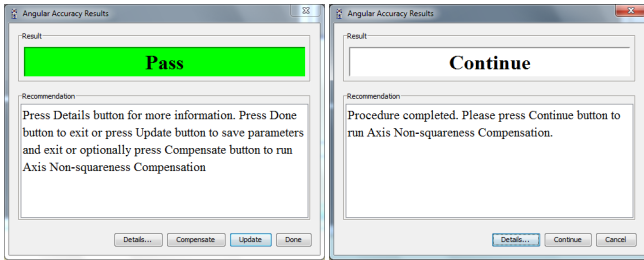 Angular Accuracy Results
Result
Pass
Recommendation
Press Details button for more information. Press Done
button to exit or press Update button to save parameters
and exit or optionally press Compensate button to run
Axis Non-squareness Compensation
Details... Compensate Update Done
Angular Accuracy Results
Result
Continue
Recommendation
Procedure completed. Please press Continue button to
run Axis Non-squareness Compensation.
Details... Continue Cancel